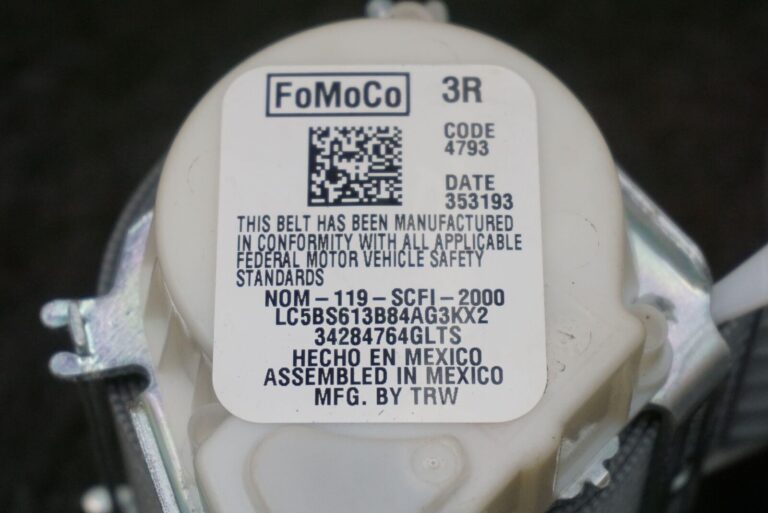 FoMoCo 3R
CODE
4793
DATE
353193
THIS BELT HAS BEEN MANUFACTURED
IN CONFORMITY WITH ALL APPLICABLE
FEDERAL MOTOR VEHICLE SAFETY
STANDARDS
NOM-119-SCFI-2000
LC5BS613B84AG3KX2
34284764GLTS
HECHO EN MEXICO
ASSEMBLED IN MEXICO
MFG. BY TRW